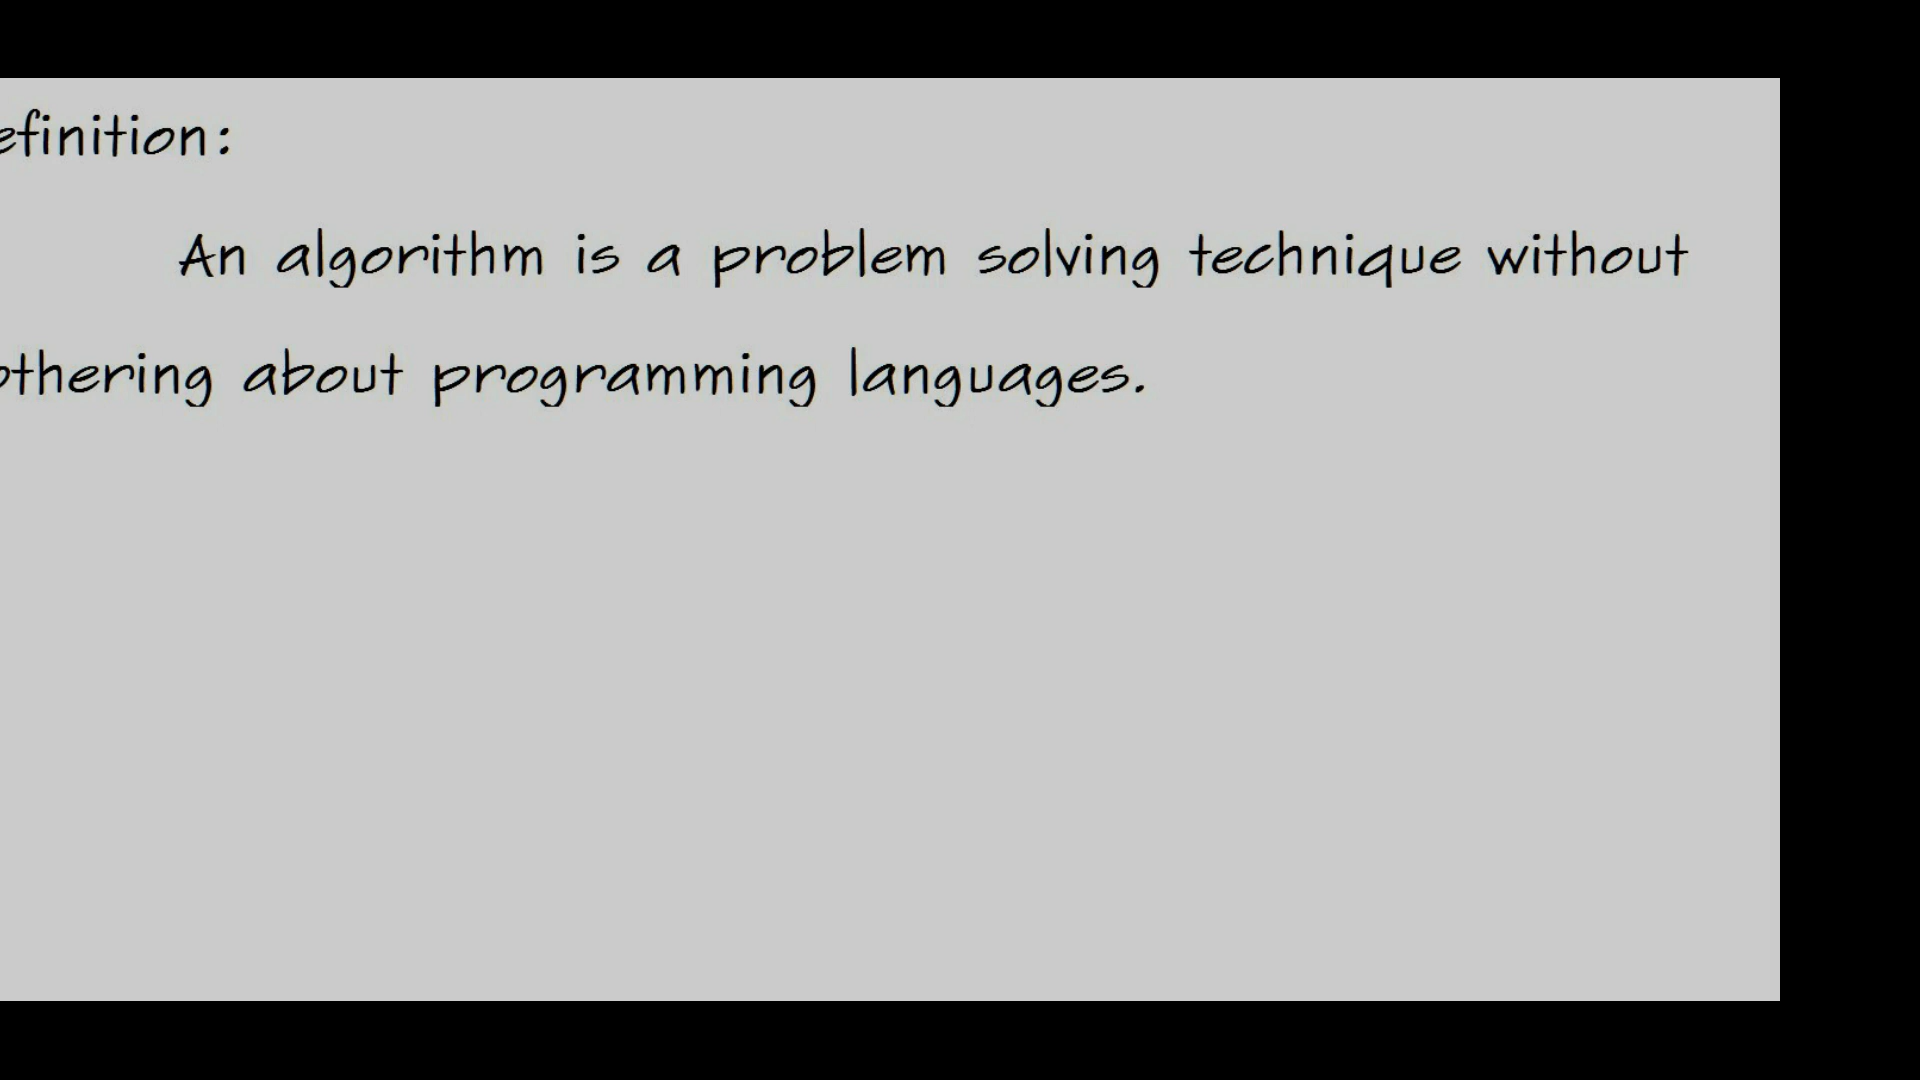 efinition:
An algorithm is a problem solving technique without
othering about programming languages.